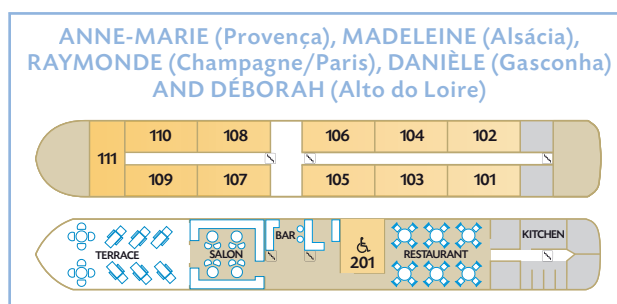 ANNE-MARIE (Provença), MADELEINE (Alsácia),
RAYMONDE (Champagne/Paris), DANIÈLE (Gasconha)
AND DÉBORAH (Alto do Loire)
110 108 106 104 102
111
109 107 105 103 101
BAR KITCHEN
TERRACE SALON RESTAURANT
201